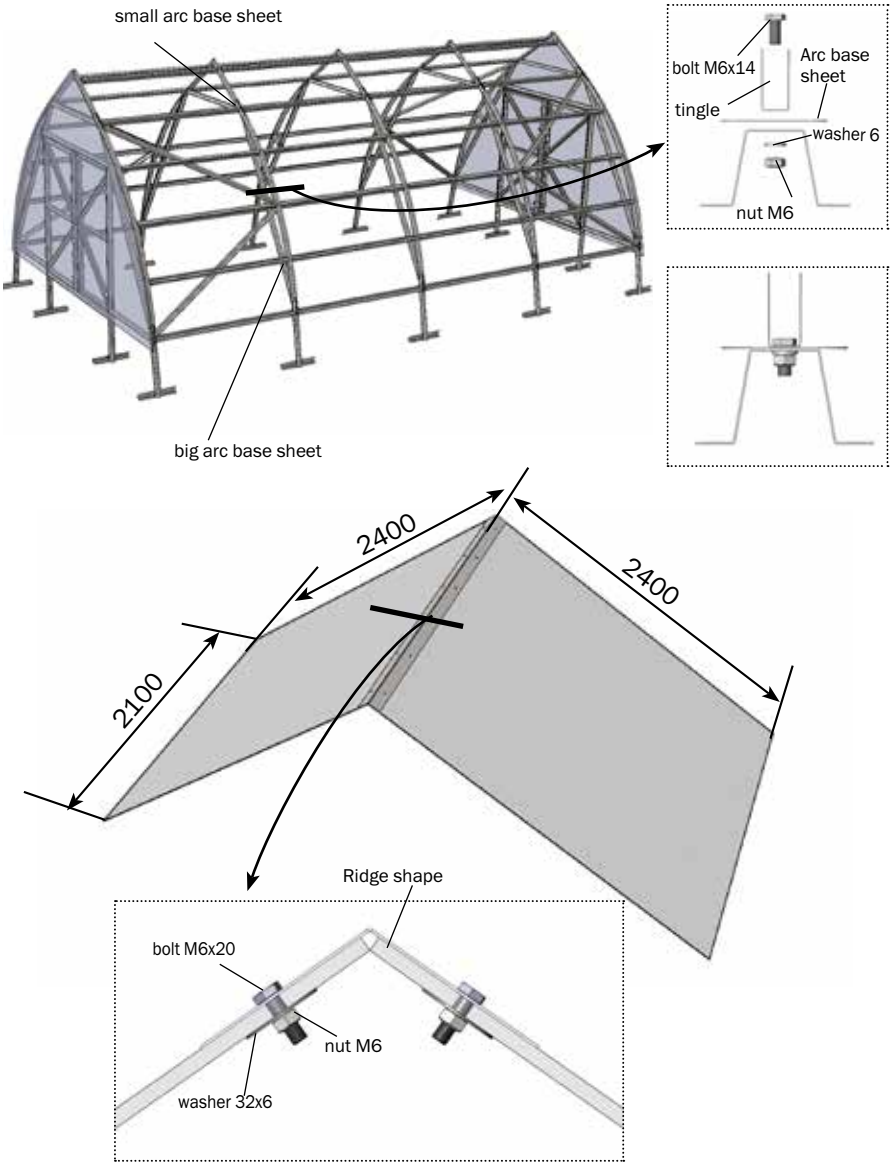 small arc base sheet
bolt M6x14
Arc base
sheet
tingle
washer 6
nut M6
big arc base sheet
2400
2400
2100
Ridge shape
bolt M6x20
nut M6
washer 32x6